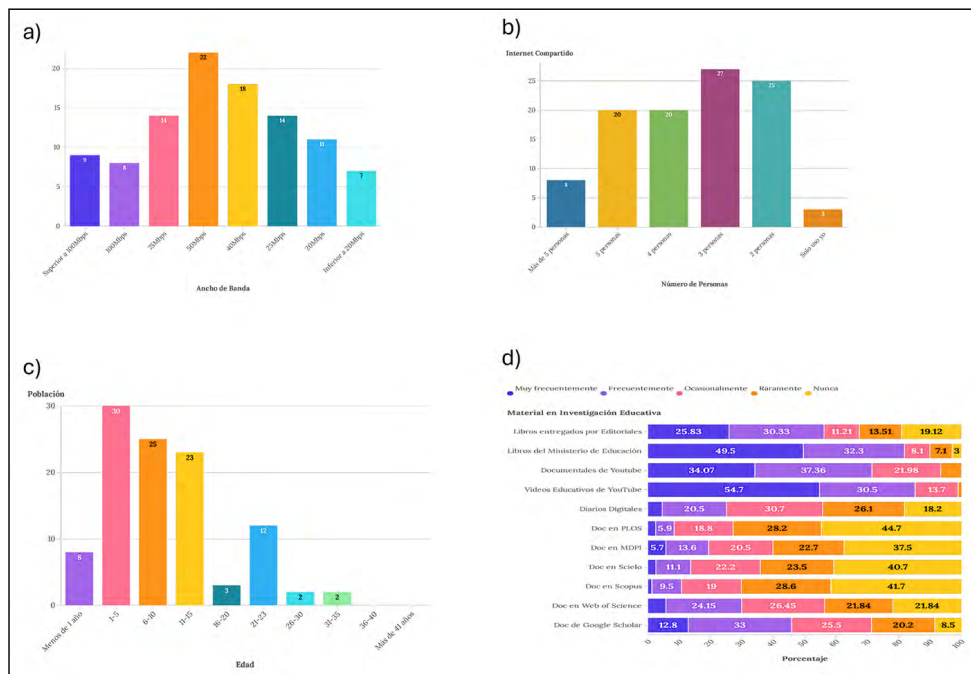 a)
20
15
10
5
0
9
8
14
22
18
14
11
7
Superior a 100Mbps
100Mbps
75Mbps
50Mbps
40Mbps
25Mbps
20Mbps
Inferior a 20Mbps
Ancho de Banda
b)
Internet Compartido
25
20
15
10
5
0
8
20
20
27
25
3
Más de 5 personas
5 personas
4 personas
3 personas
2 personas
Solo uso yo
Número de Personas
c)
Población
30
20
10
0
8
30
25
23
3
12
2
2
Menos de 1 año
1-5
6-10
11-15
16-20
21-23
26-30
31-35
36-40
Más de 41 años
Edad
d)
Muy frecuentemente Frecuentemente Ocasionalmente Raramente Nunca
Material en Investigación Educativa
Libros entregados por Editoriales 25.83 30.33 11.21 13.51 19.12
Libros del Ministerio de Educación 49.5 32.3 8.1 7.1 3
Documentales de Youtube 34.07 37.36 21.98
Videos Educativos de YouTube 54.7 30.5 13.7
Diarios Digitales 20.5 30.7 26.1 18.2
Doc en PLOS 5.9 18.8 28.2 44.7
Doc en MDPI 5.7 13.6 20.5 22.7 37.5
Doc en Scielo 11.1 22.2 23.5 40.7
Doc en Scopus 9.5 19 28.6 41.7
Doc en Web of Science 24.15 26.45 21.84 21.84
Doc de Google Scholar 12.8 33 25.5 20.2 8.5
0 10 20 30 40 50 60 70 80 90 100
Porcentaje